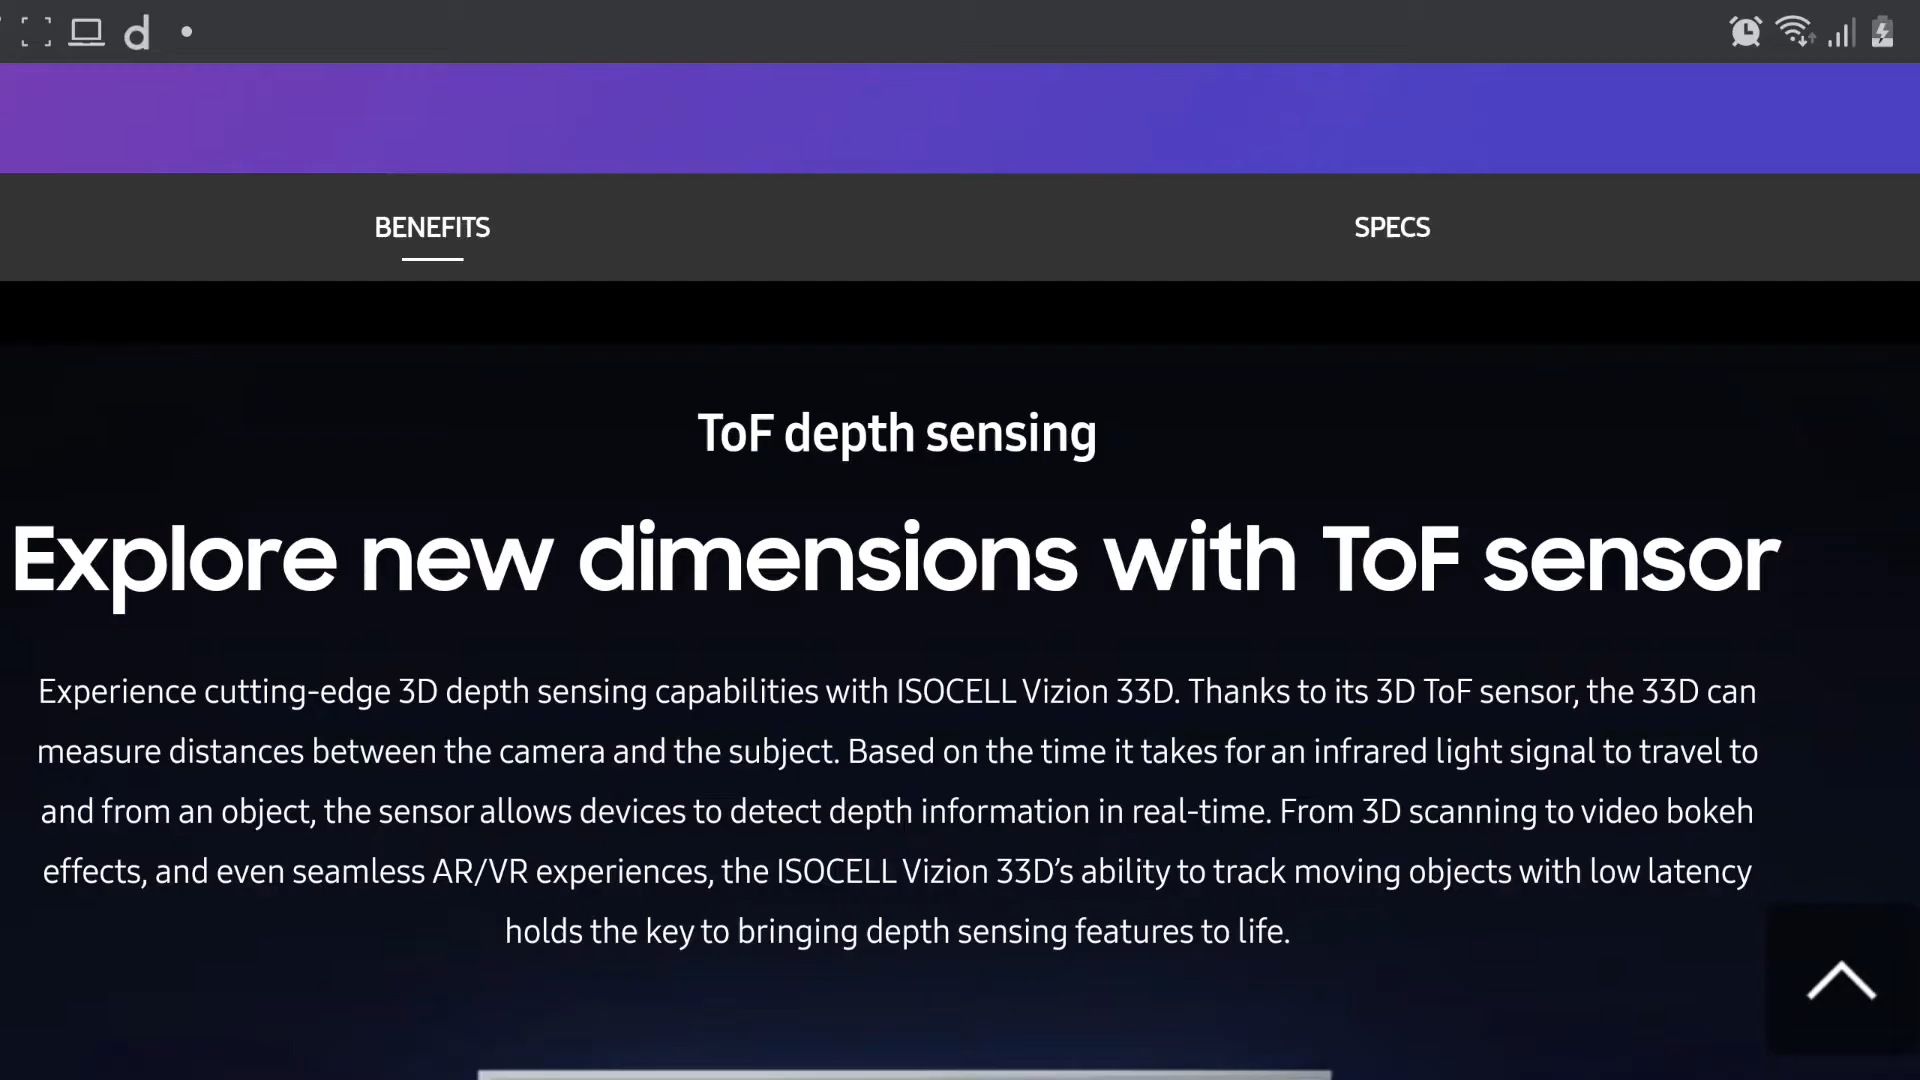 d
BENEFITS
SPECS
ToF depth sensing
Explore new dimensions with ToF sensor
Experience cutting-edge 3D depth sensing capabilities with ISOCELL Vizion 33D. Thanks to its 3D ToF sensor, the 33D can
measure distances between the camera and the subject. Based on the time it takes for an infrared light signal to travel to
and from an object, the sensor allows devices to detect depth information in real-time. From 3D scanning to video bokeh
effects, and even seamless AR/VR experiences, the ISOCELL Vizion 33D’s ability to track moving objects with low latency
holds the key to bringing depth sensing features to life.